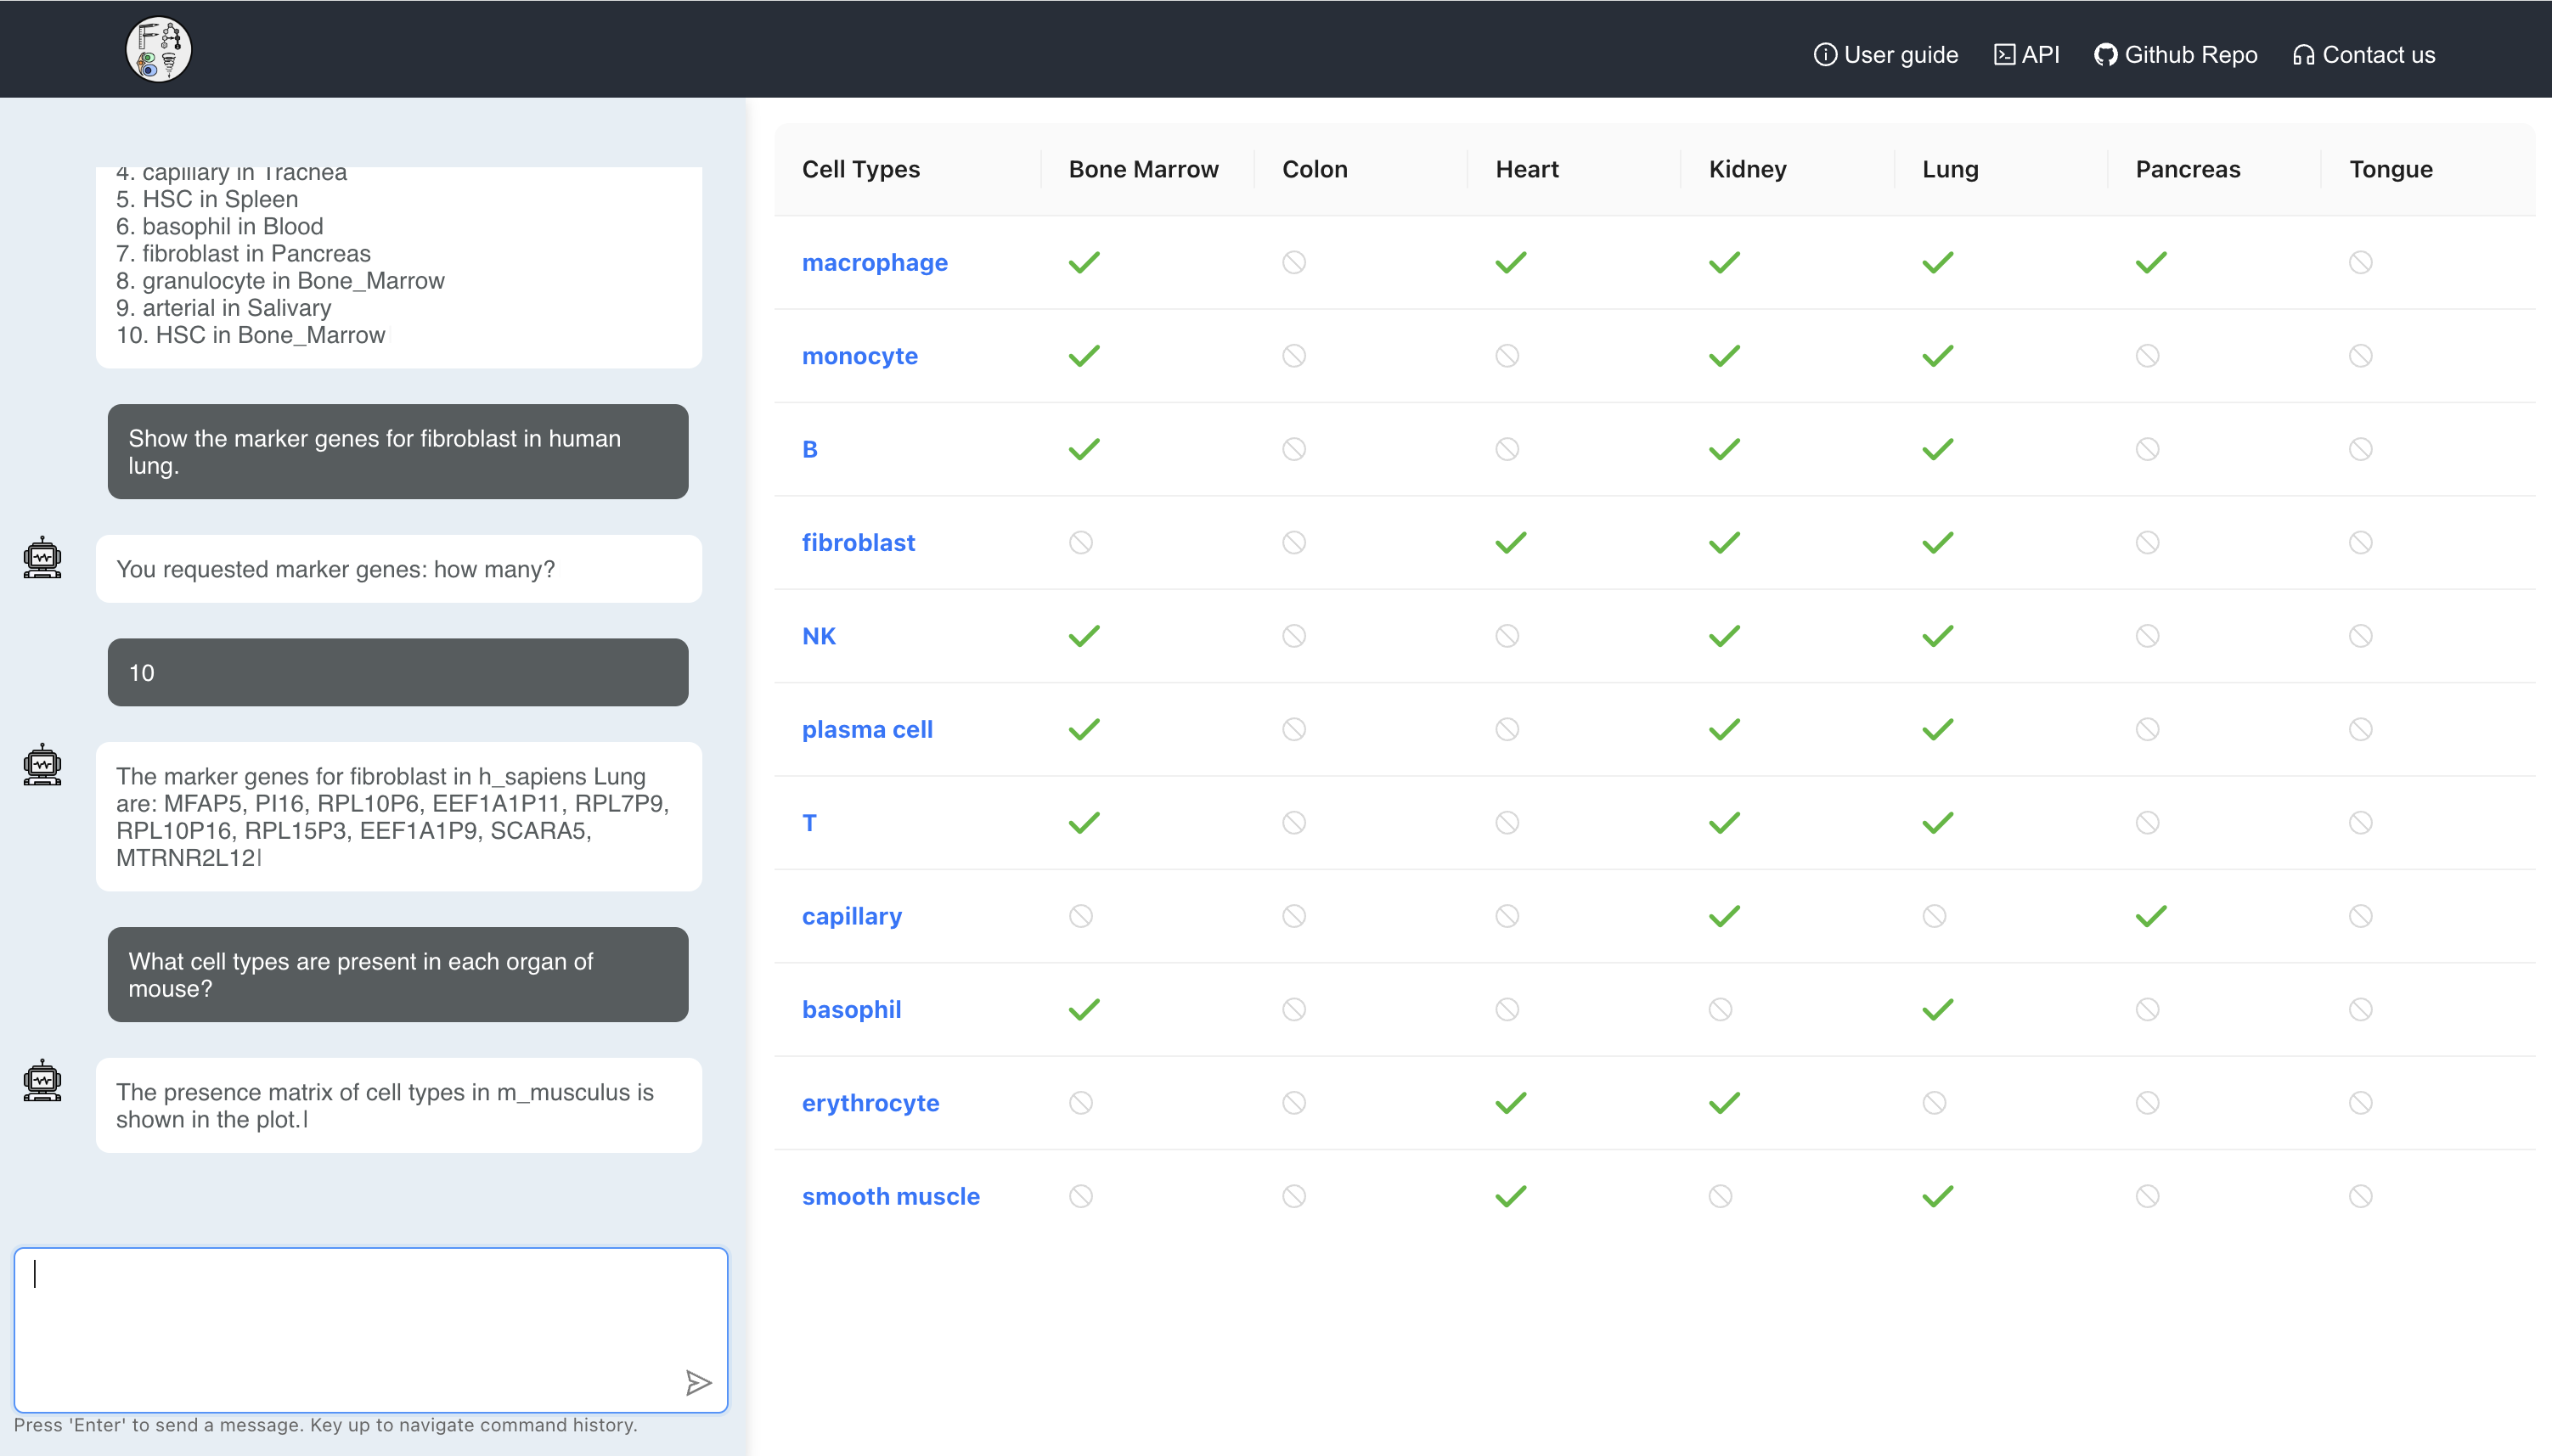 User guide
API
Github Repo
Contact us
4. capillary in Trachea
5. HSC in Spleen
6. basophil in Blood
7. fibroblast in Pancreas
8. granulocyte in Bone_Marrow
9. arterial in Salivary
10. HSC in Bone_Marrow
Show the marker genes for fibroblast in human
lung.
You requested marker genes: how many?
10
The marker genes for fibroblast in h_sapiens Lung
are: MFAP5, PI16, RPL10P6, EEF1A1P11, RPL7P9,
RPL10P16, RPL15P3, EEF1A1P9, SCARA5,
MTRNR2L12
What cell types are present in each organ of
mouse?
The presence matrix of cell types in m_musculus is
shown in the plot.
Press 'Enter' to send a message. Key up to navigate command history.
Cell Types Bone Marrow Colon Heart Kidney Lung Pancreas Tongue
macrophage
monocyte
B
fibroblast
NK
plasma cell
T
capillary
basophil
erythrocyte
smooth muscle